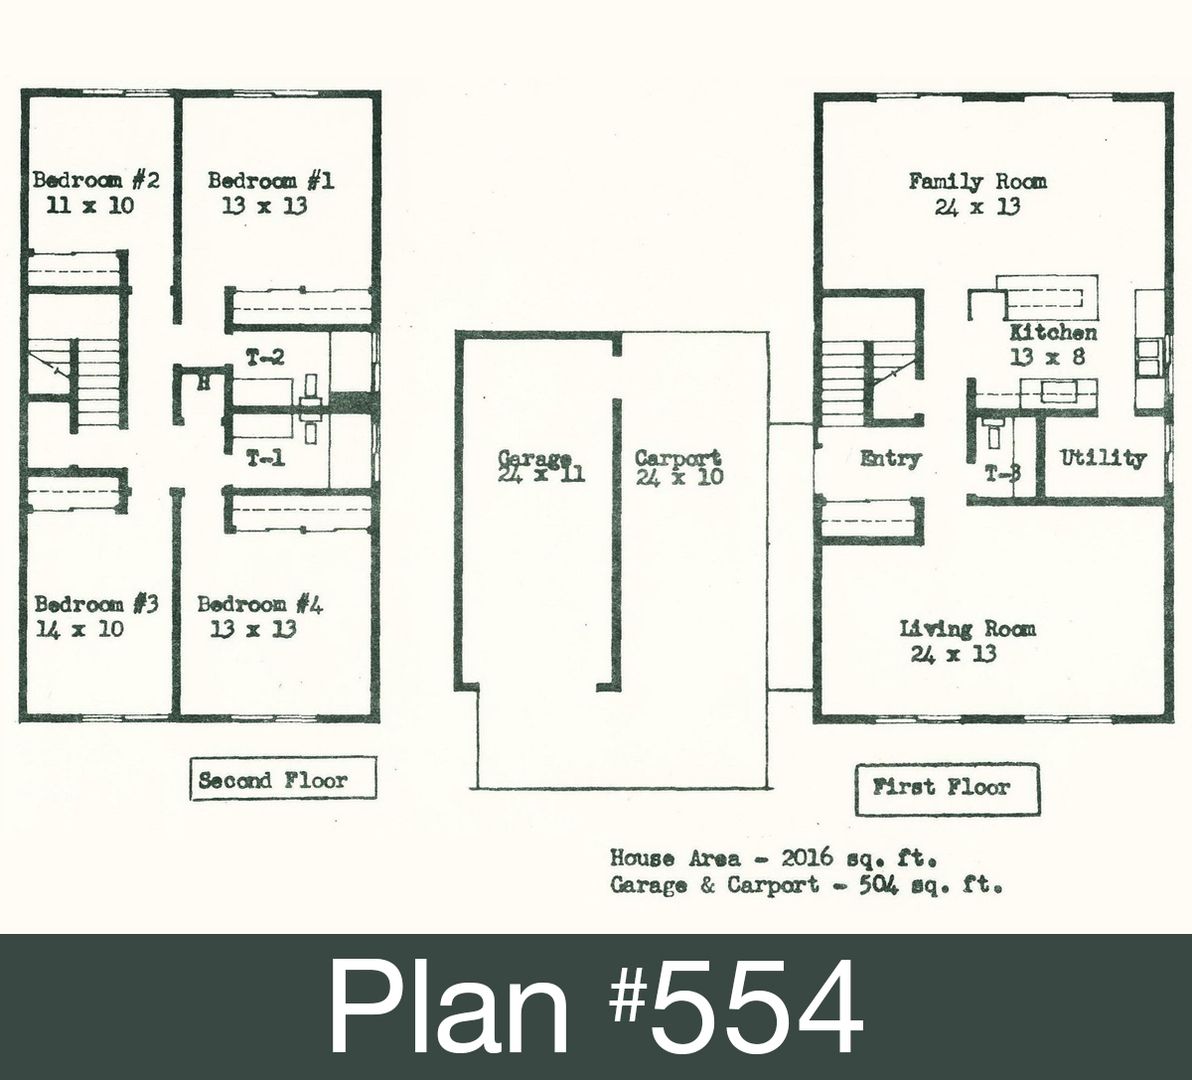 Bedroom #2
11 x 10
Bedroom #1
13 x 13
T-2
H
T-1
Bedroom #3
14 x 10
Bedroom #4
13 x 13
Second Floor
Garage
24 x 11
Carport
24 x 10
Family Room
24 x 13
Kitchen
13 x 8
Entry
T-3
Utility
Living Room
24 x 13
First Floor
House Area - 2016 sq. ft.
Garage & Carport - 504 sq. ft.
Plan #554